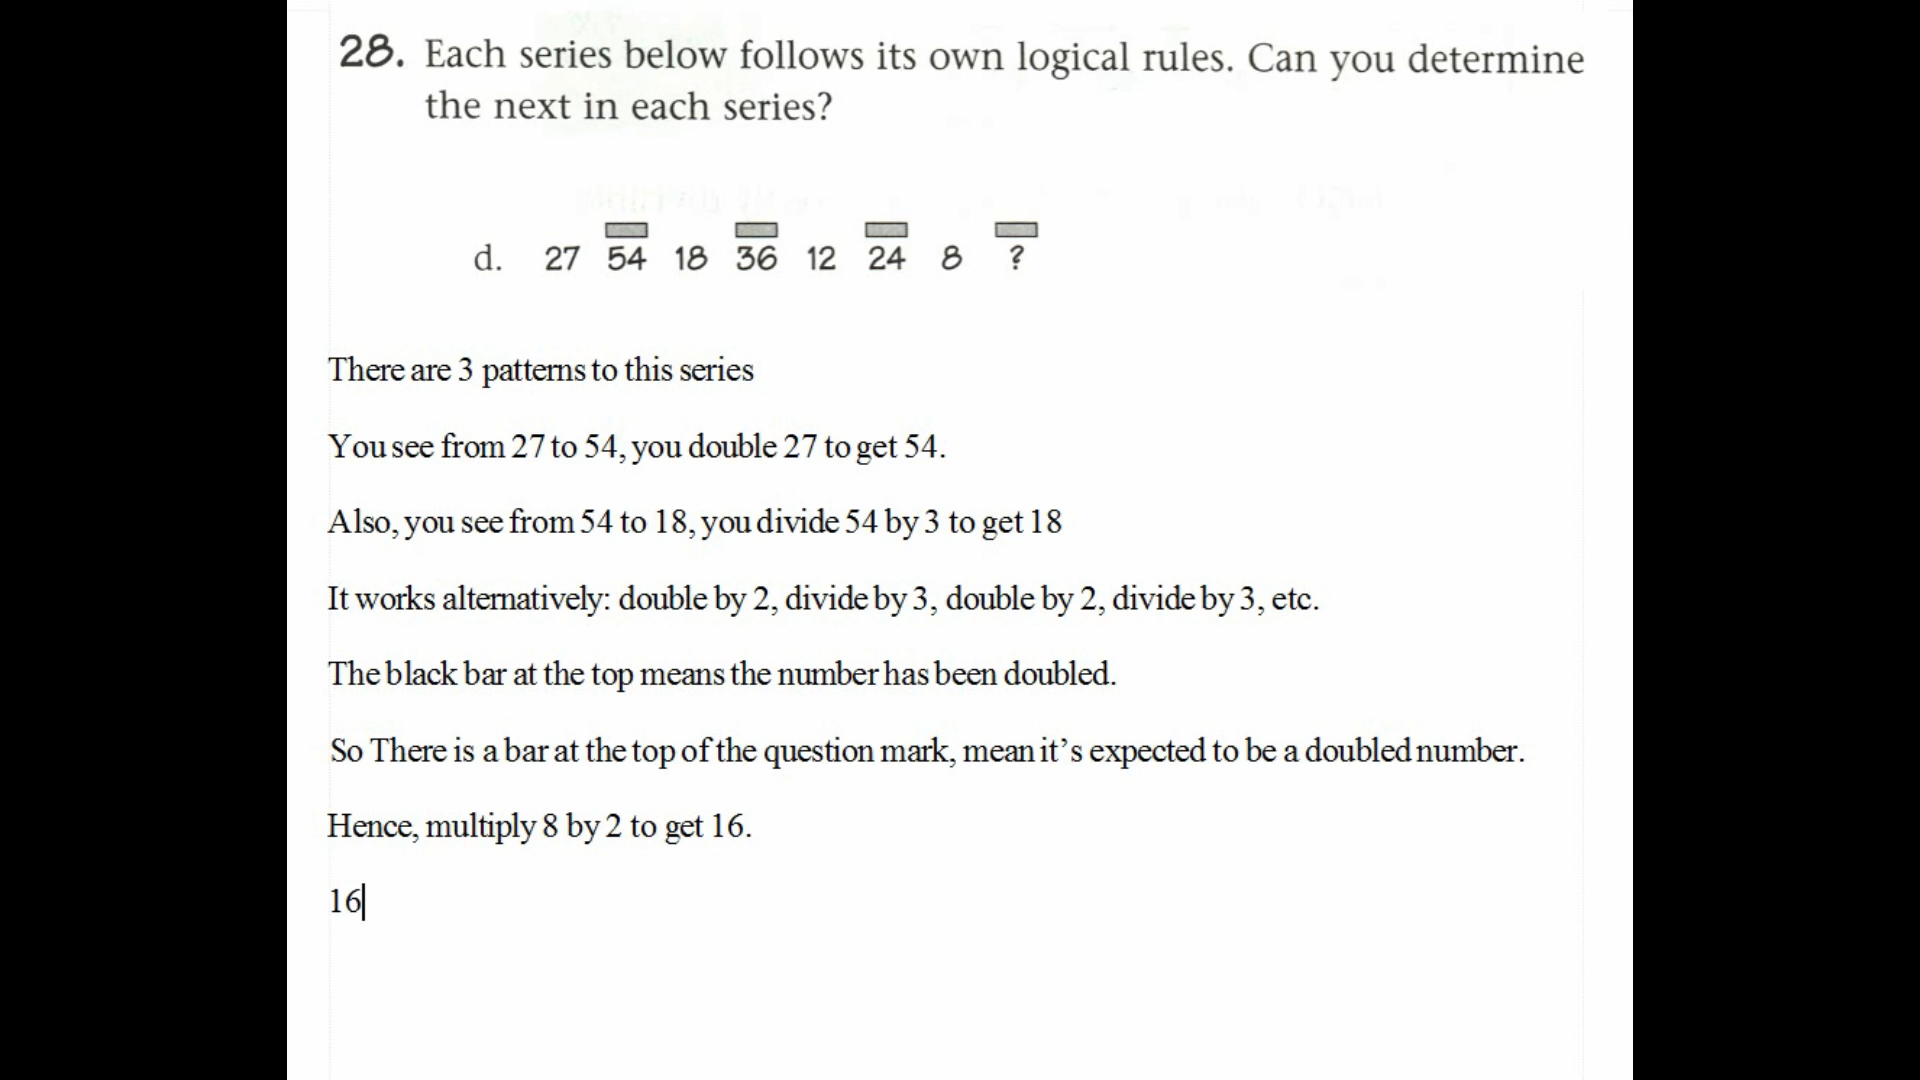 28. Each series below follows its own logical rules. Can you determine
the next in each series?
d. 27 54 18 36 12 24 8 ?
There are 3 patterns to this series
You see from 27 to 54, you double 27 to get 54.
Also, you see from 54 to 18, you divide 54 by 3 to get 18
It works alternatively: double by 2, divide by 3, double by 2, divide by 3, etc.
The black bar at the top means the number has been doubled.
So There is a bar at the top of the question mark, mean it’s expected to be a doubled number.
Hence, multiply 8 by 2 to get 16.
16